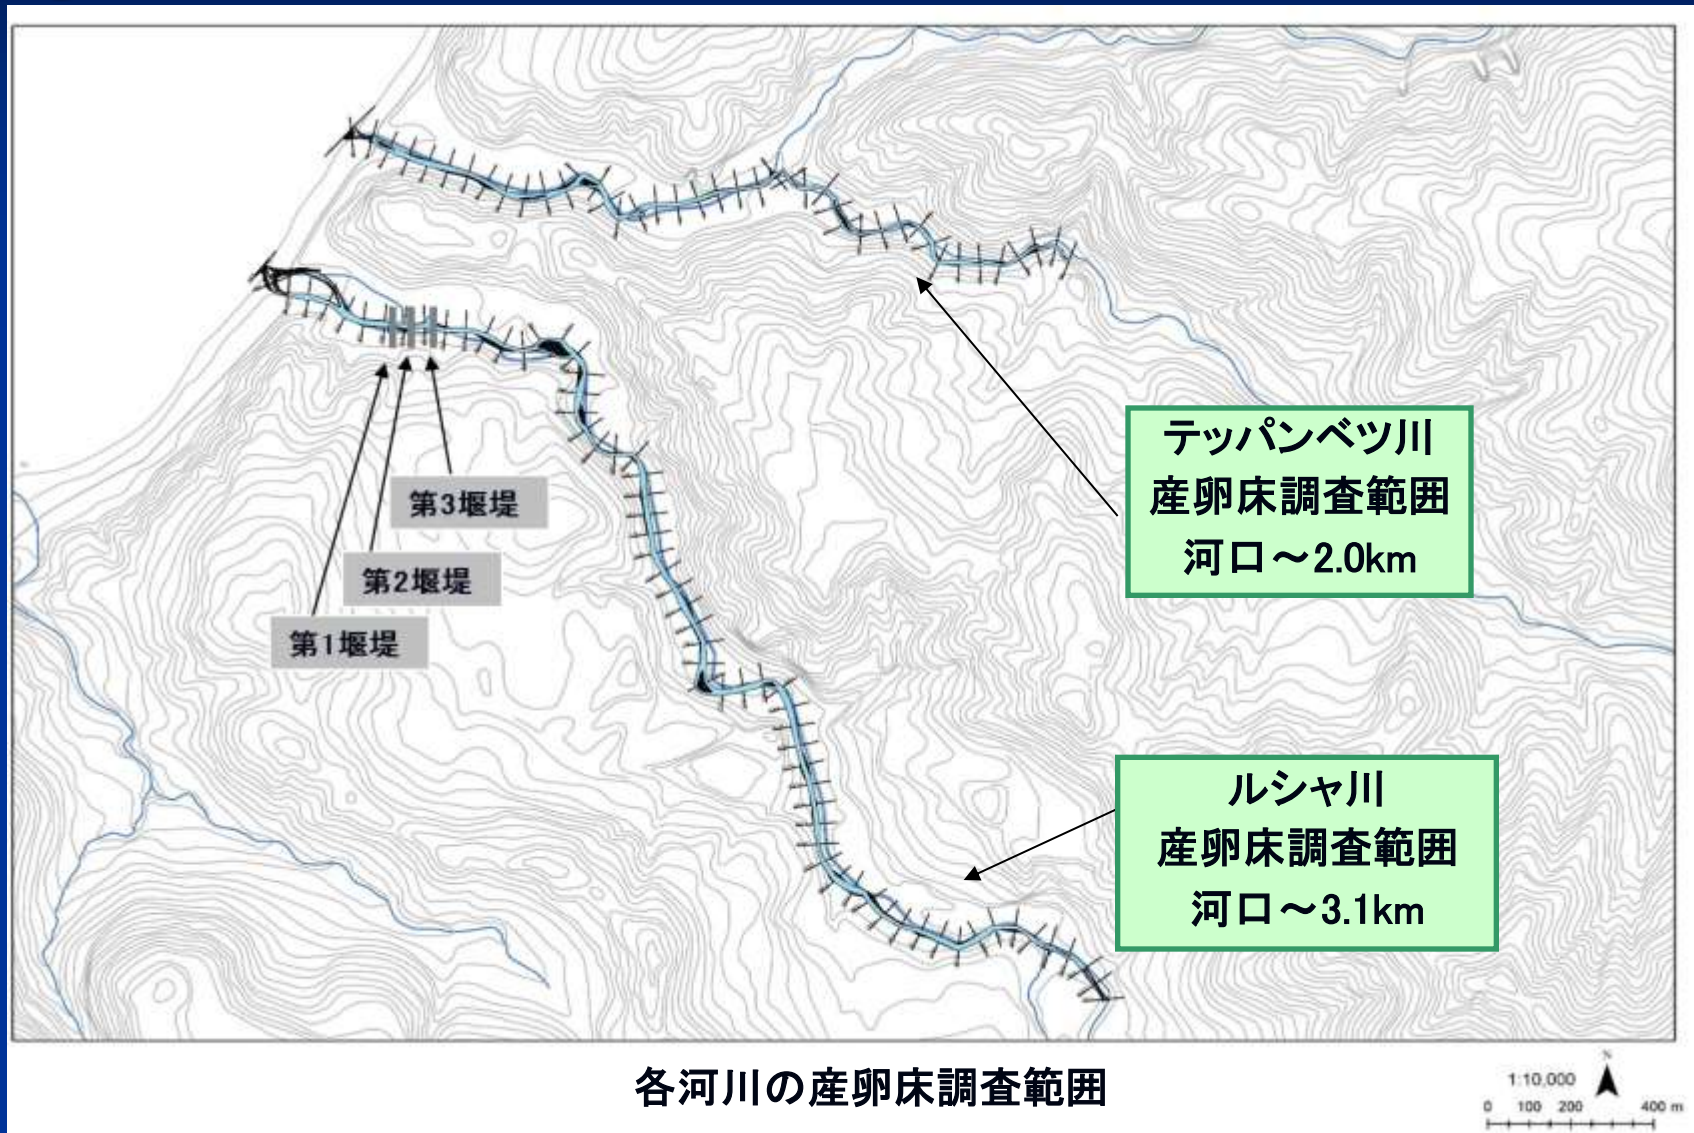 テッパンベツ川
産卵床調査範囲
河口～2.0km
第3堰堤
第2堰堤
第1堰堤
ルシャ川
産卵床調査範囲
河口～3.1km
各河川の産卵床調査範囲
N
1:10,000
0 100 200 400 m